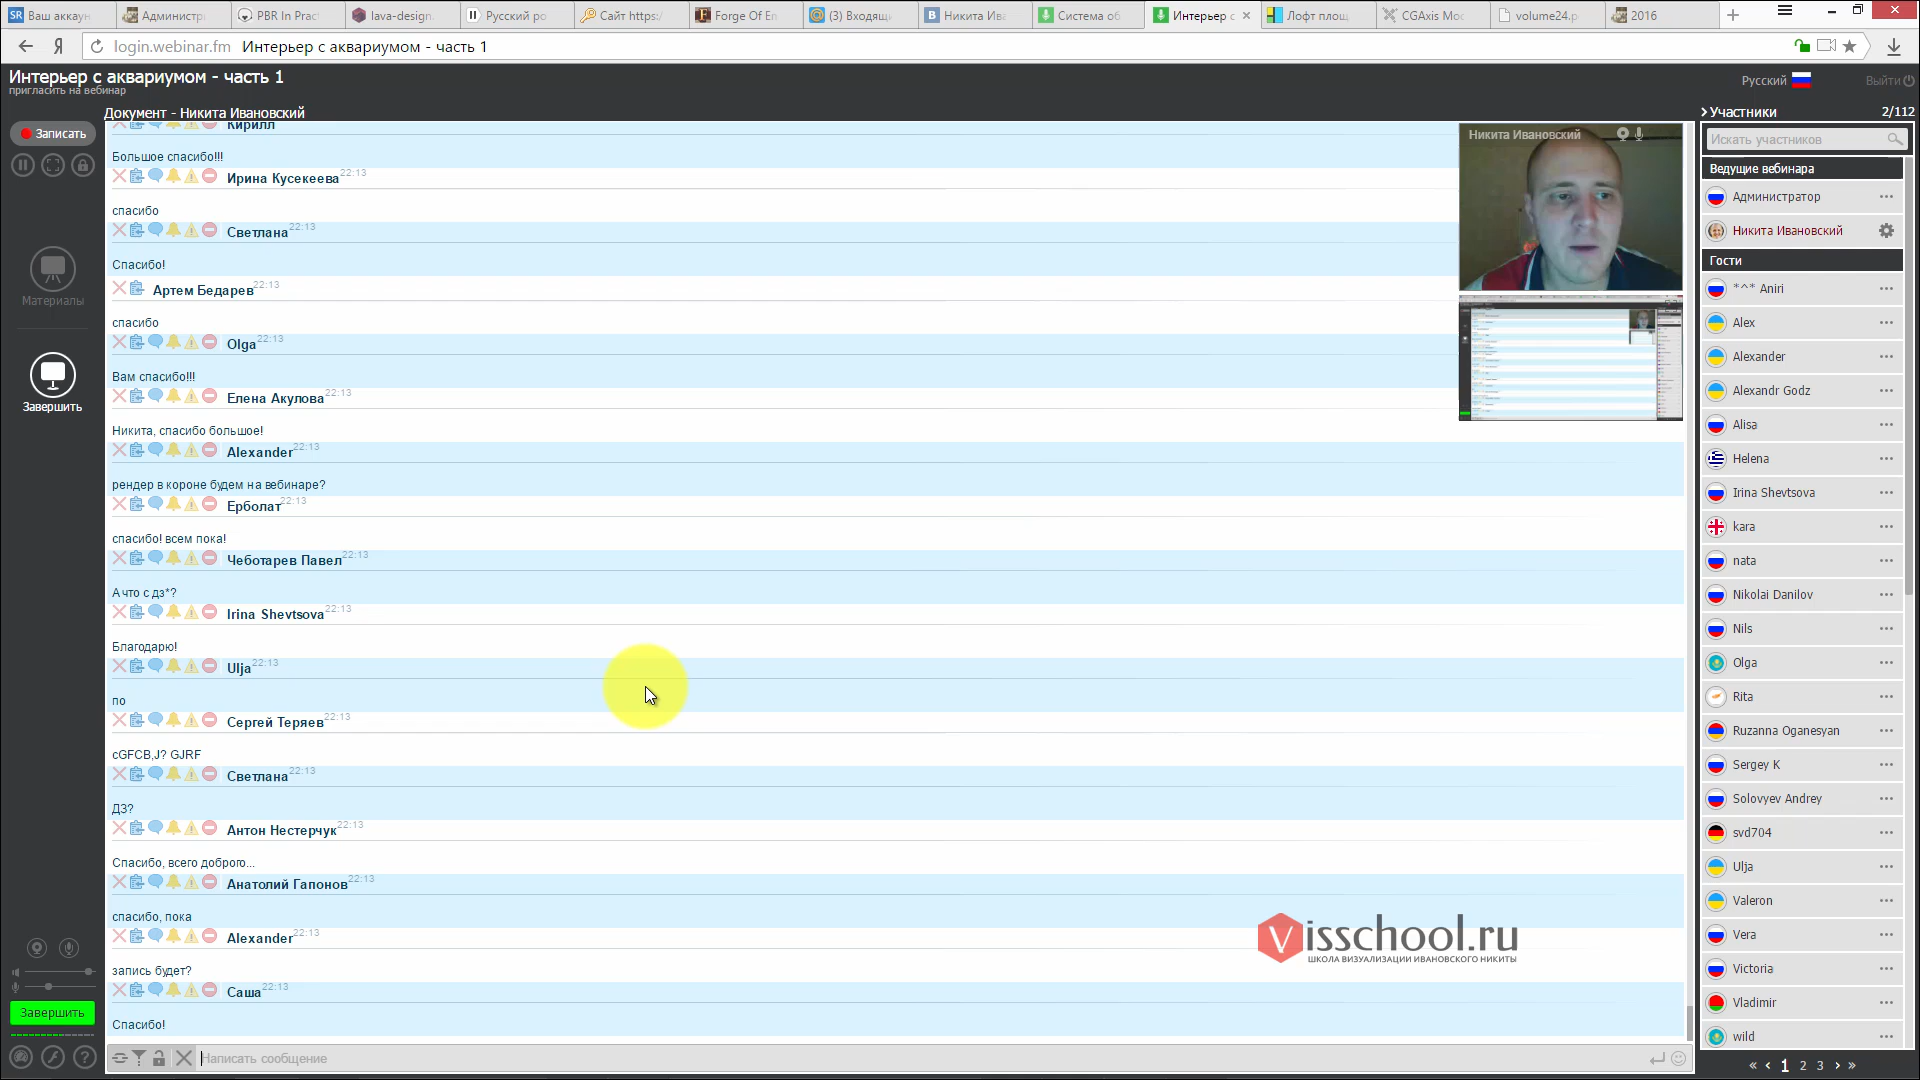 Ваш аккаун
Администра
PBR In Pract
lava-design.
Русский ро
Сайт https:/
Forge Of Em
(3) Входящи
Никита Ива
Система об
Интерьер с
Лофт площ
CGAxis Moc
volume24.p
2016
login.webinar.fm Интерьер с аквариумом - часть 1
Интерьер с аквариумом - часть 1
пригласить на вебинар
Русский
Выйти
Документ - Никита Ивановский
Записать
Материалы
Завершить
Кирилл
Большое спасибо!!!
Ирина Кусекеева 22:13
спасибо
Светлана 22:13
Спасибо!
Артем Бедарев 22:13
спасибо
Olga 22:13
Вам спасибо!!!
Елена Акулова 22:13
Никита, спасибо большое!
Alexander 22:13
рендер в короне будем на вебинаре?
Ерболат 22:13
спасибо! всем пока!
Чеботарев Павел 22:13
А что с дз*?
Irina Shevtsova 22:13
Благодарю!
Ulja 22:13
по
Сергей Теряев 22:13
cGFCB,J? GJRF
Светлана 22:13
ДЗ?
Антон Нестерчук 22:13
Спасибо, всего доброго...
Анатолий Гапонов 22:13
спасибо, пока
Alexander 22:13
запись будет?
Саша 22:13
Спасибо!
Написать сообщение
Завершить
Никита Ивановский
Visschool.ru
ШКОЛА ВИЗУАЛИЗАЦИИ ИВАНОВСКОГО НИКИТЫ
Участники 2/112
Искать участников
Ведущие вебинара
Администратор
Никита Ивановский
Гости
*^* Aniri
Alex
Alexander
Alexandr Godz
Alisa
Helena
Irina Shevtsova
kara
nata
Nikolai Danilov
Nils
Olga
Rita
Ruzanna Oganesyan
Sergey K
Solovyev Andrey
svd704
Ulja
Valeron
Vera
Victoria
Vladimir
wild
« ‹ 1 2 3 › »